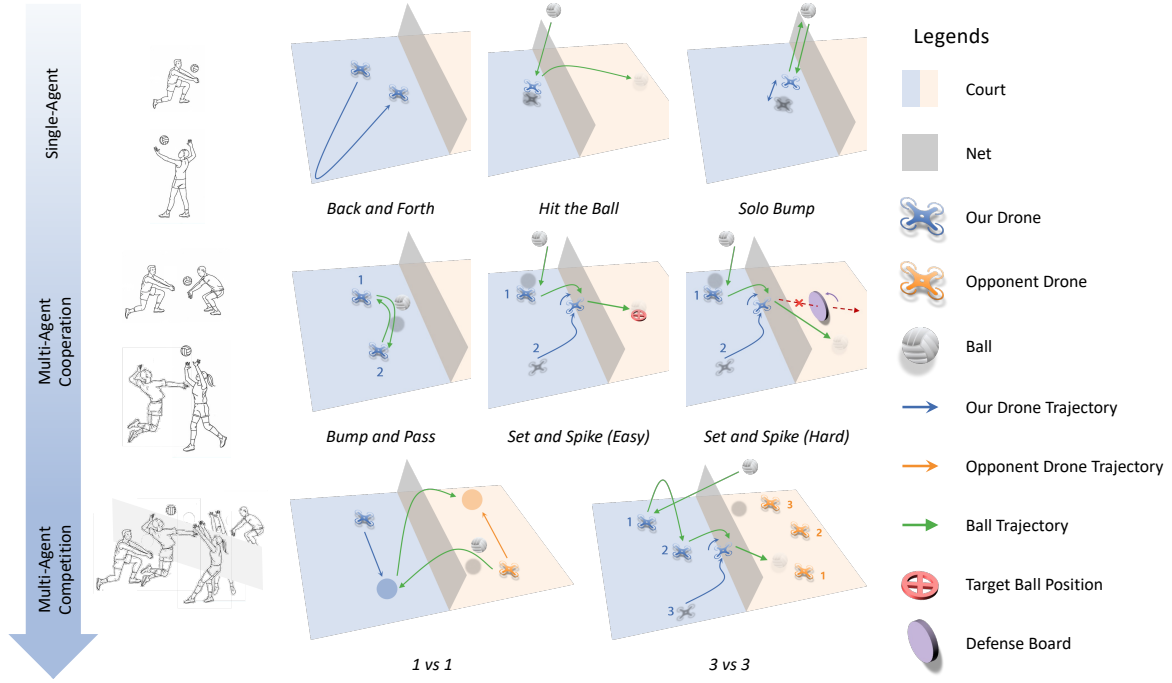 Legends
Single-Agent
Court
Net
Back and Forth
Hit the Ball
Solo Bump
Our Drone
Multi-Agent
Cooperation
1
2
1
2
1
2
Opponent Drone
Ball
Our Drone Trajectory
Bump and Pass
Set and Spike (Easy)
Set and Spike (Hard)
Opponent Drone Trajectory
Multi-Agent
Competition
1
2
3
3
2
1
Ball Trajectory
Target Ball Position
Defense Board
1 vs 1
3 vs 3